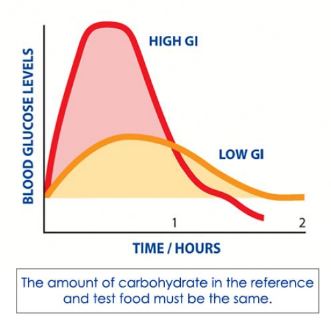 HIGH GI
BLOOD GLUCOSE LEVELS
LOW GI
1
2
TIME / HOURS
The amount of carbohydrate in the reference
and test food must be the same.